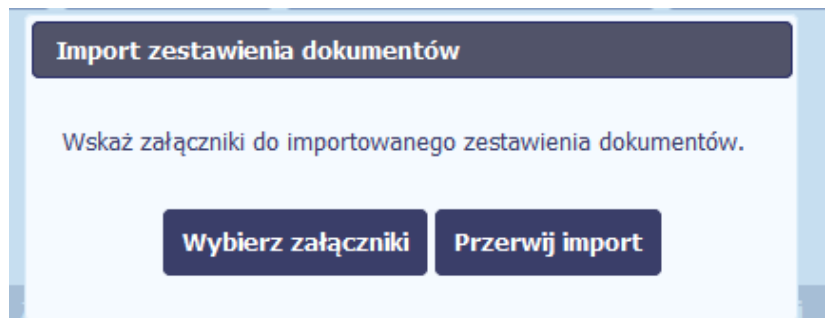 Import zestawienia dokumentów
Wskaż załączniki do importowanego zestawienia dokumentów.
Wybierz załączniki Przerwij import